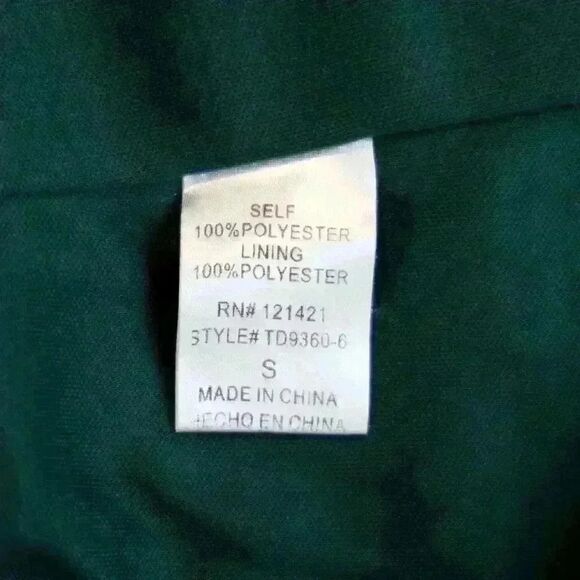 SELF
100%POLYESTER
LINING
100%POLYESTER
RN# 121421
STYLE# TD9360-6
S
MADE IN CHINA
HECHO EN CHINA